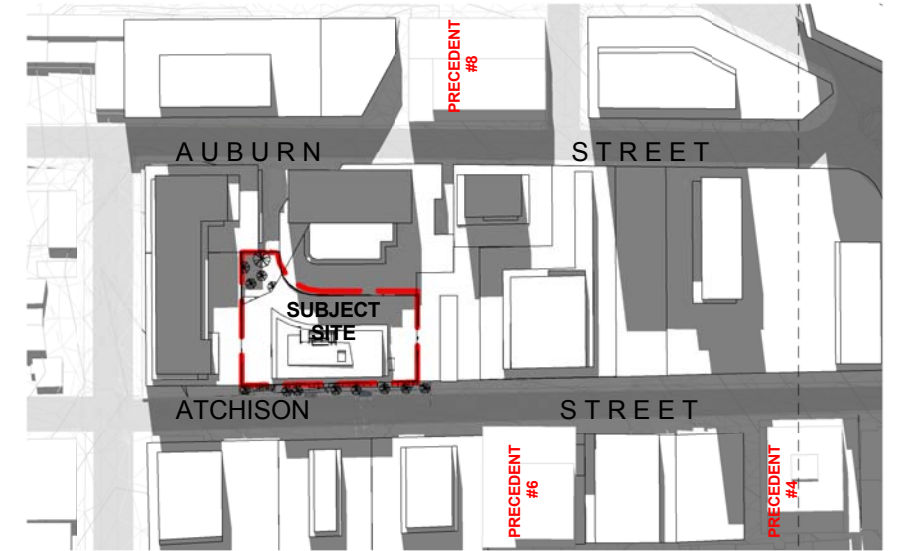 PRECEDENT
#8
AUBURN STREET
SUBJECT
SITE
ATCHISON STREET
PRECEDENT
#6
PRECEDENT
#4